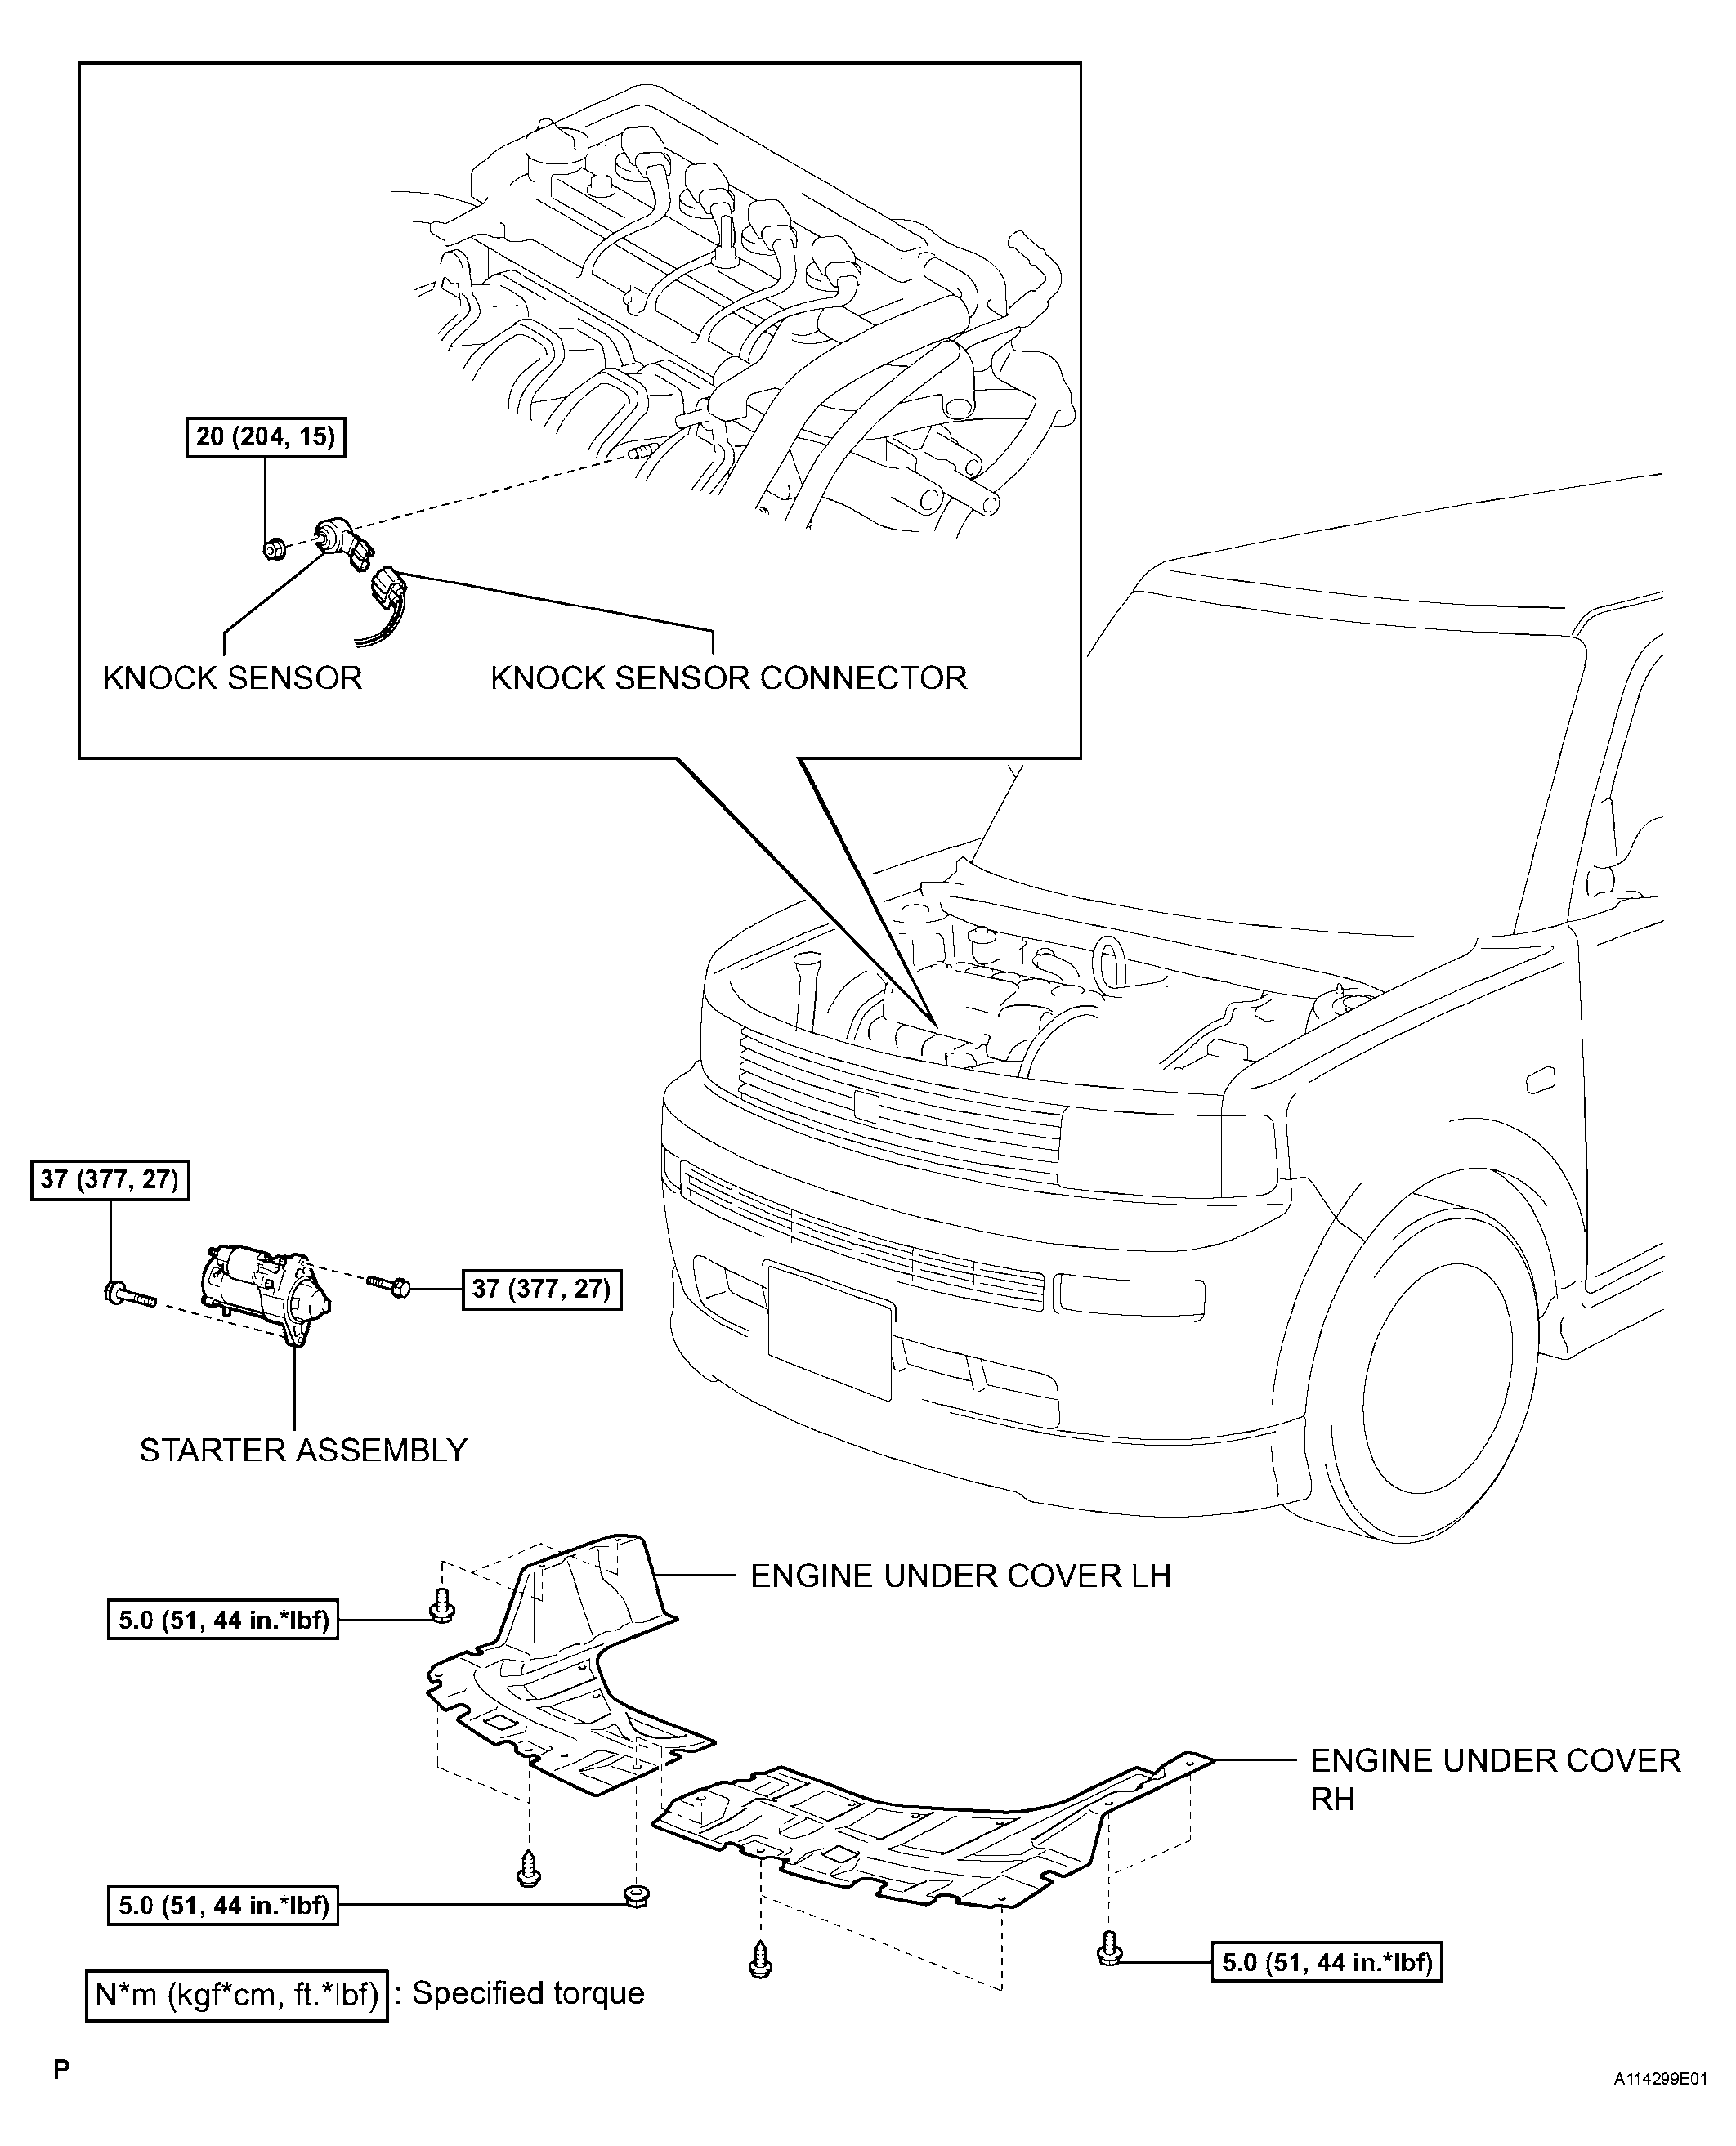 20 (204, 15)
KNOCK SENSOR
KNOCK SENSOR CONNECTOR
37 (377, 27)
37 (377, 27)
STARTER ASSEMBLY
ENGINE UNDER COVER LH
5.0 (51, 44 in.*lbf)
ENGINE UNDER COVER
RH
5.0 (51, 44 in.*lbf)
5.0 (51, 44 in.*lbf)
N*m (kgf*cm, ft.*lbf) : Specified torque
P
A114299E01